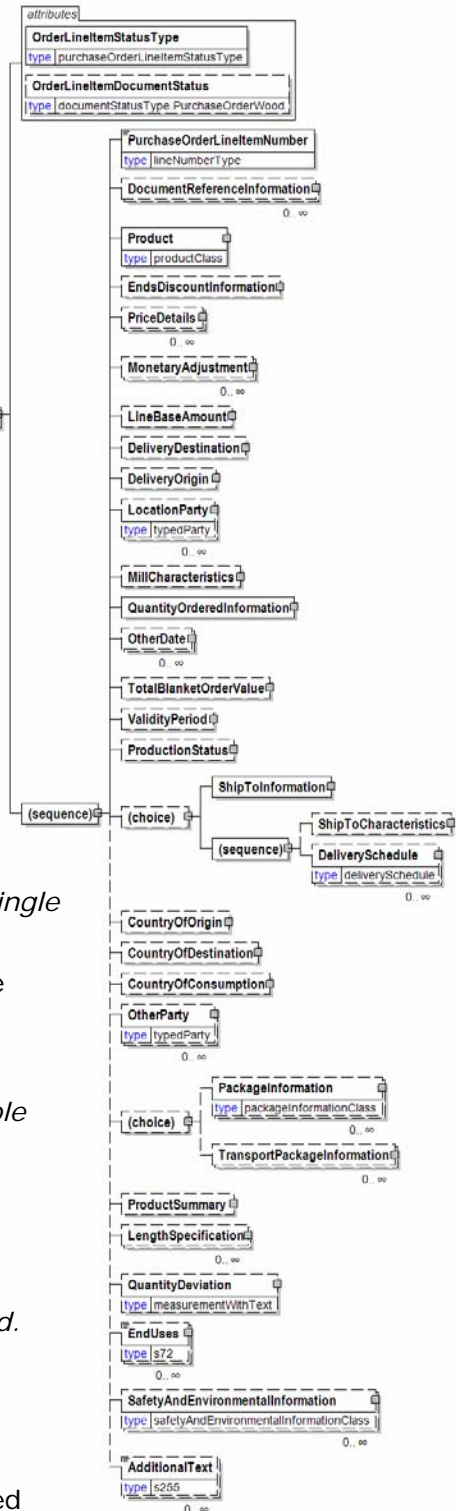 attributes
OrderLineItemStatusType
type purchaseOrderLineItemStatusType
OrderLineItemDocumentStatus
type documentStatusType.PurchaseOrderWood
PurchaseOrderLineItemNumber
type lineNumberType
DocumentReferenceInformation
0.. ∞
Product
type productClass
EndsDiscountInformation
PriceDetails
0.. ∞
MonetaryAdjustment
0.. ∞
LineBaseAmount
DeliveryDestination
DeliveryOrigin
LocationParty
type typedParty
0.. ∞
MillCharacteristics
QuantityOrderedInformation
OtherDate
0.. ∞
TotalBlanketOrderValue
ValidityPeriod
ProductionStatus
(sequence)
(choice)
ShipToInformation
(sequence)
ShipToCharacteristics
DeliverySchedule
type deliverySchedule
0.. ∞
ingle
CountryOfOrigin
CountryOfDestination
e
CountryOfConsumption
OtherParty
type typedParty
0.. ∞
ole
(choice)
PackageInformation
type packageInformationClass
0.. ∞
TransportPackageInformation
0.. ∞
ProductSummary
LengthSpecification
0.. ∞
QuantityDeviation
type measurementWithText
d.
EndUses
type s72
0.. ∞
SafetyAndEnvironmentalInformation
type safetyAndEnvironmentalInformationClass
0.. ∞
AdditionalText
type s255
0.. ∞
ed